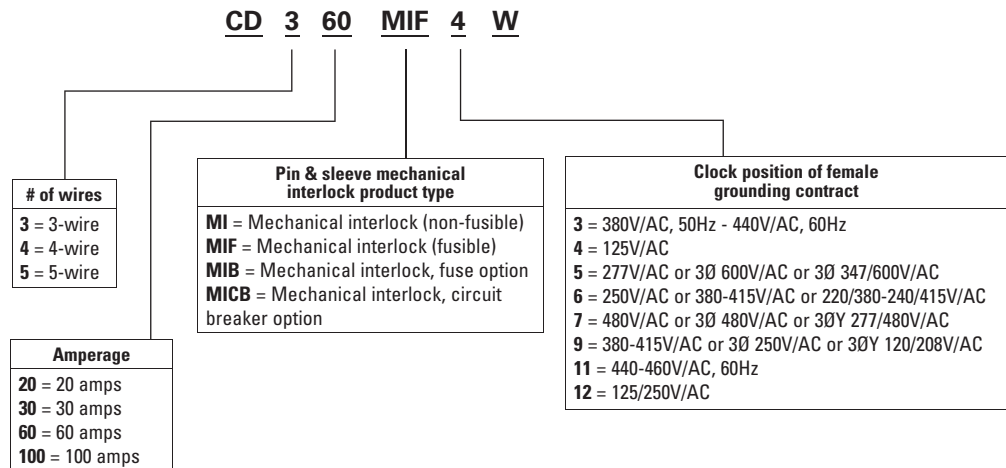 CD 3 60 MIF 4 W
# of wires
3 = 3-wire
4 = 4-wire
5 = 5-wire
Amperage
20 = 20 amps
30 = 30 amps
60 = 60 amps
100 = 100 amps
Pin & sleeve mechanical
interlock product type
MI = Mechanical interlock (non-fusible)
MIF = Mechanical interlock (fusible)
MIB = Mechanical interlock, fuse option
MICB = Mechanical interlock, circuit
breaker option
Clock position of female
grounding contract
3 = 380V/AC, 50Hz - 440V/AC, 60Hz
4 = 125V/AC
5 = 277V/AC or 3Ø 600V/AC or 3Ø 347/600V/AC
6 = 250V/AC or 380-415V/AC or 220/380-240/415V/AC
7 = 480V/AC or 3Ø 480V/AC or 3ØY 277/480V/AC
9 = 380-415V/AC or 3Ø 250V/AC or 3ØY 120/208V/AC
11 = 440-460V/AC, 60Hz
12 = 125/250V/AC